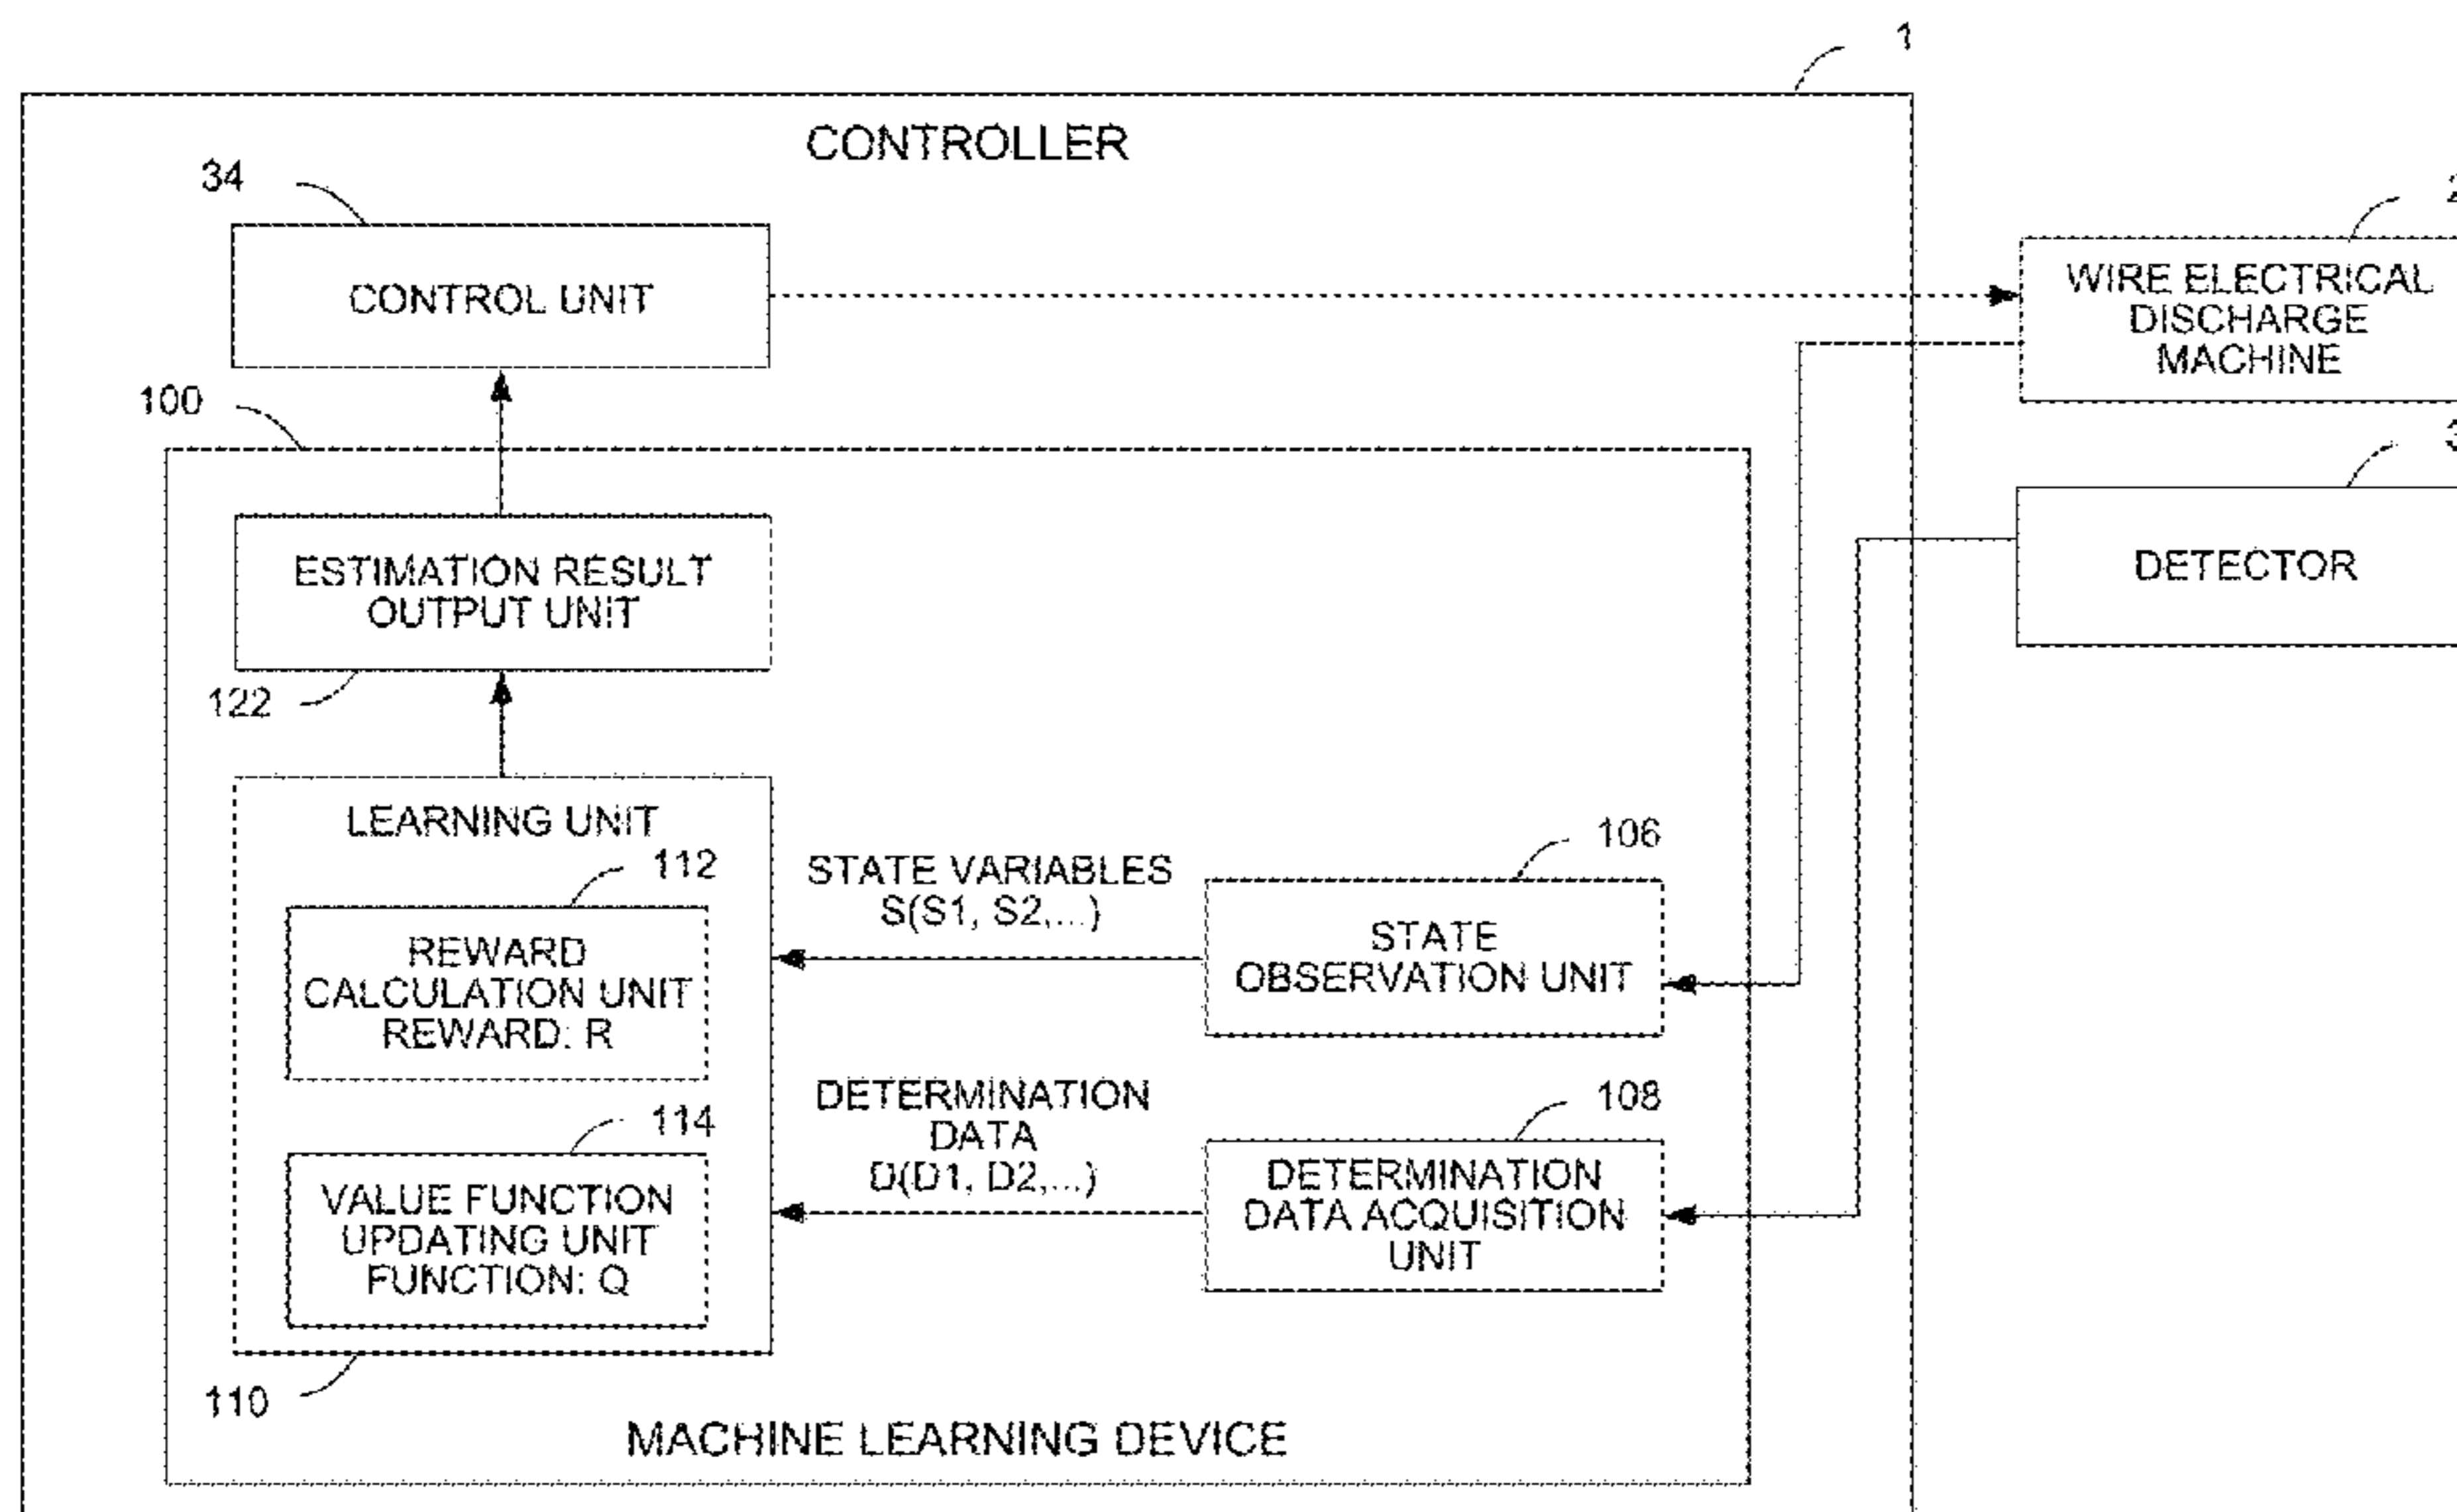 1
CONTROLLER
34
CONTROL UNIT
2
WIRE ELECTRICAL
DISCHARGE
MACHINE
100
3
DETECTOR
ESTIMATION RESULT
OUTPUT UNIT
122
LEARNING UNIT
112
REWARD
CALCULATION UNIT
REWARD: R
STATE VARIABLES
S(S1, S2,...)
106
STATE
OBSERVATION UNIT
114
VALUE FUNCTION
UPDATING UNIT
FUNCTION: Q
DETERMINATION
DATA
D(D1, D2,...)
108
DETERMINATION
DATA ACQUISITION
UNIT
110
MACHINE LEARNING DEVICE